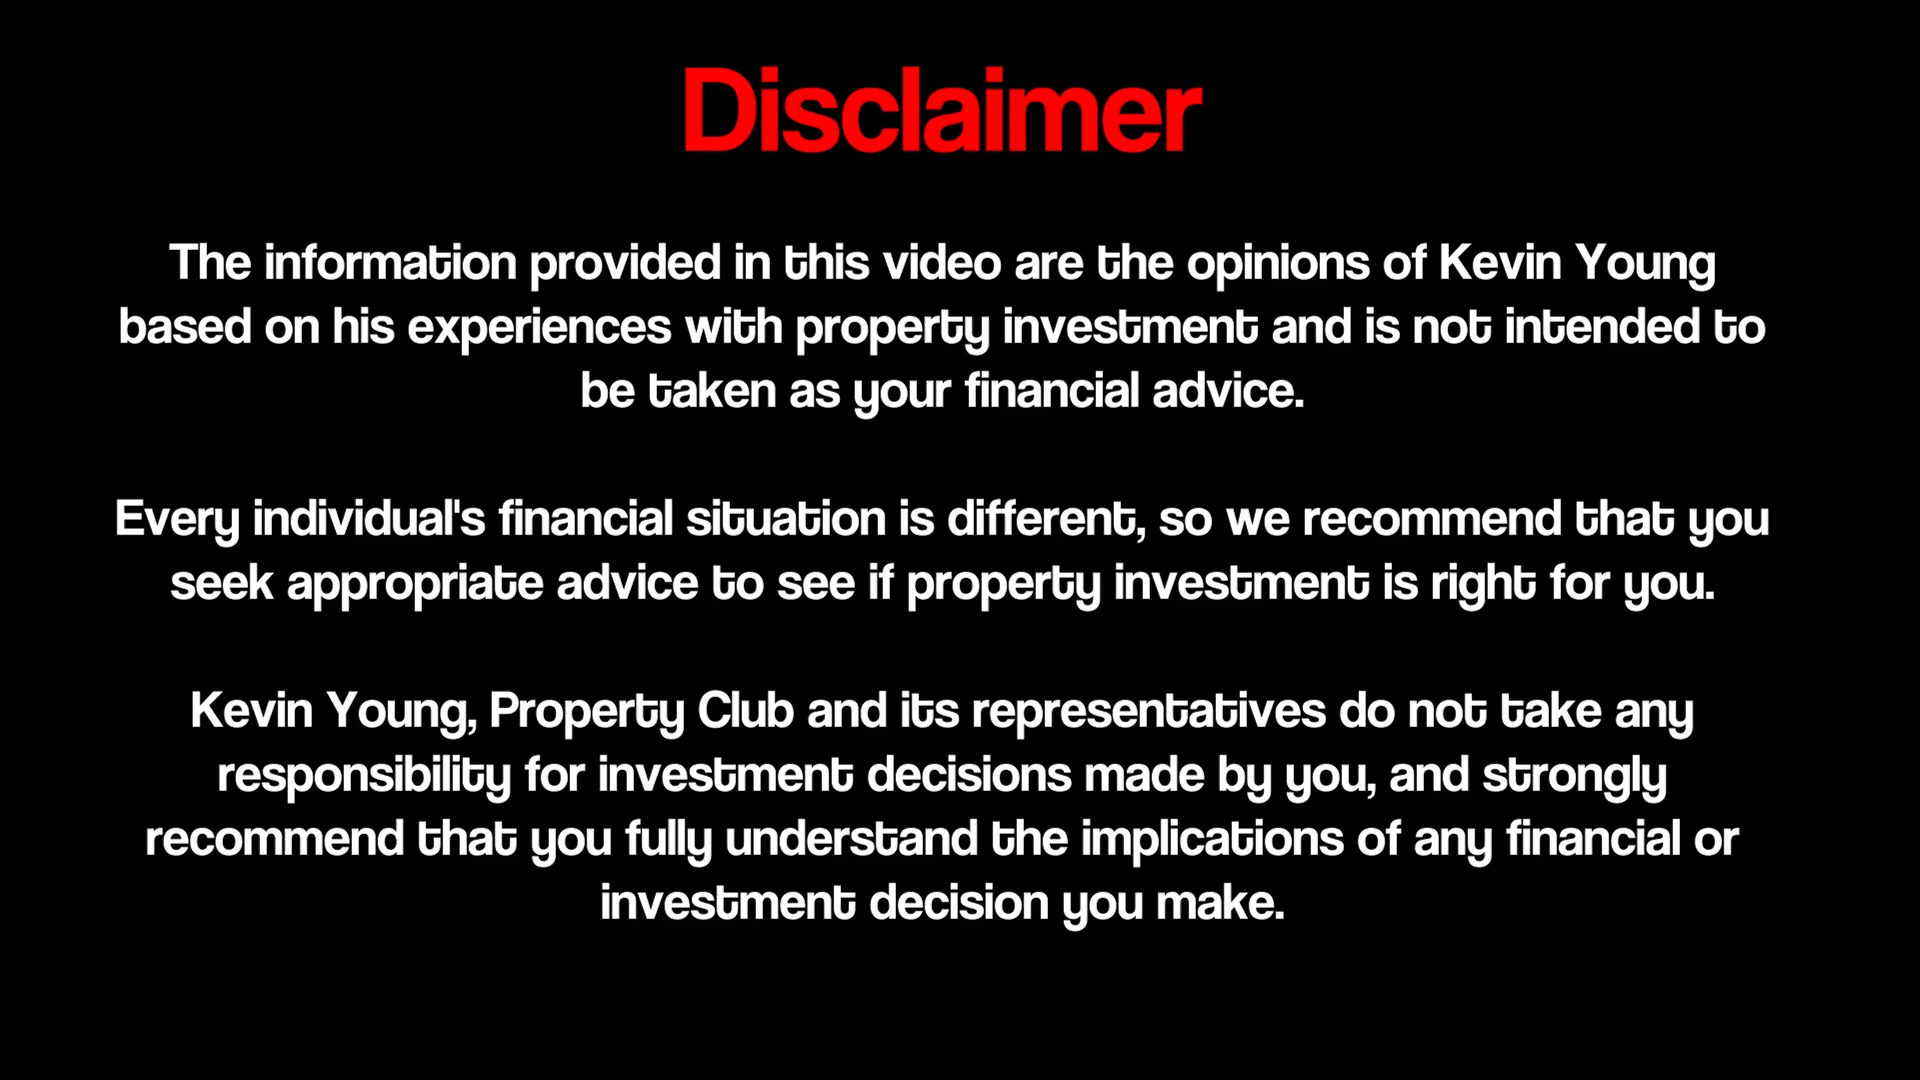 Disclaimer
The information provided in this video are the opinions of Kevin Young
based on his experiences with property investment and is not intended to
be taken as your financial advice.
Every individual's financial situation is different, so we recommend that you
seek appropriate advice to see if property investment is right for you.
Kevin Young, Property Club and its representatives do not take any
responsibility for investment decisions made by you, and strongly
recommend that you fully understand the implications of any financial or
investment decision you make.